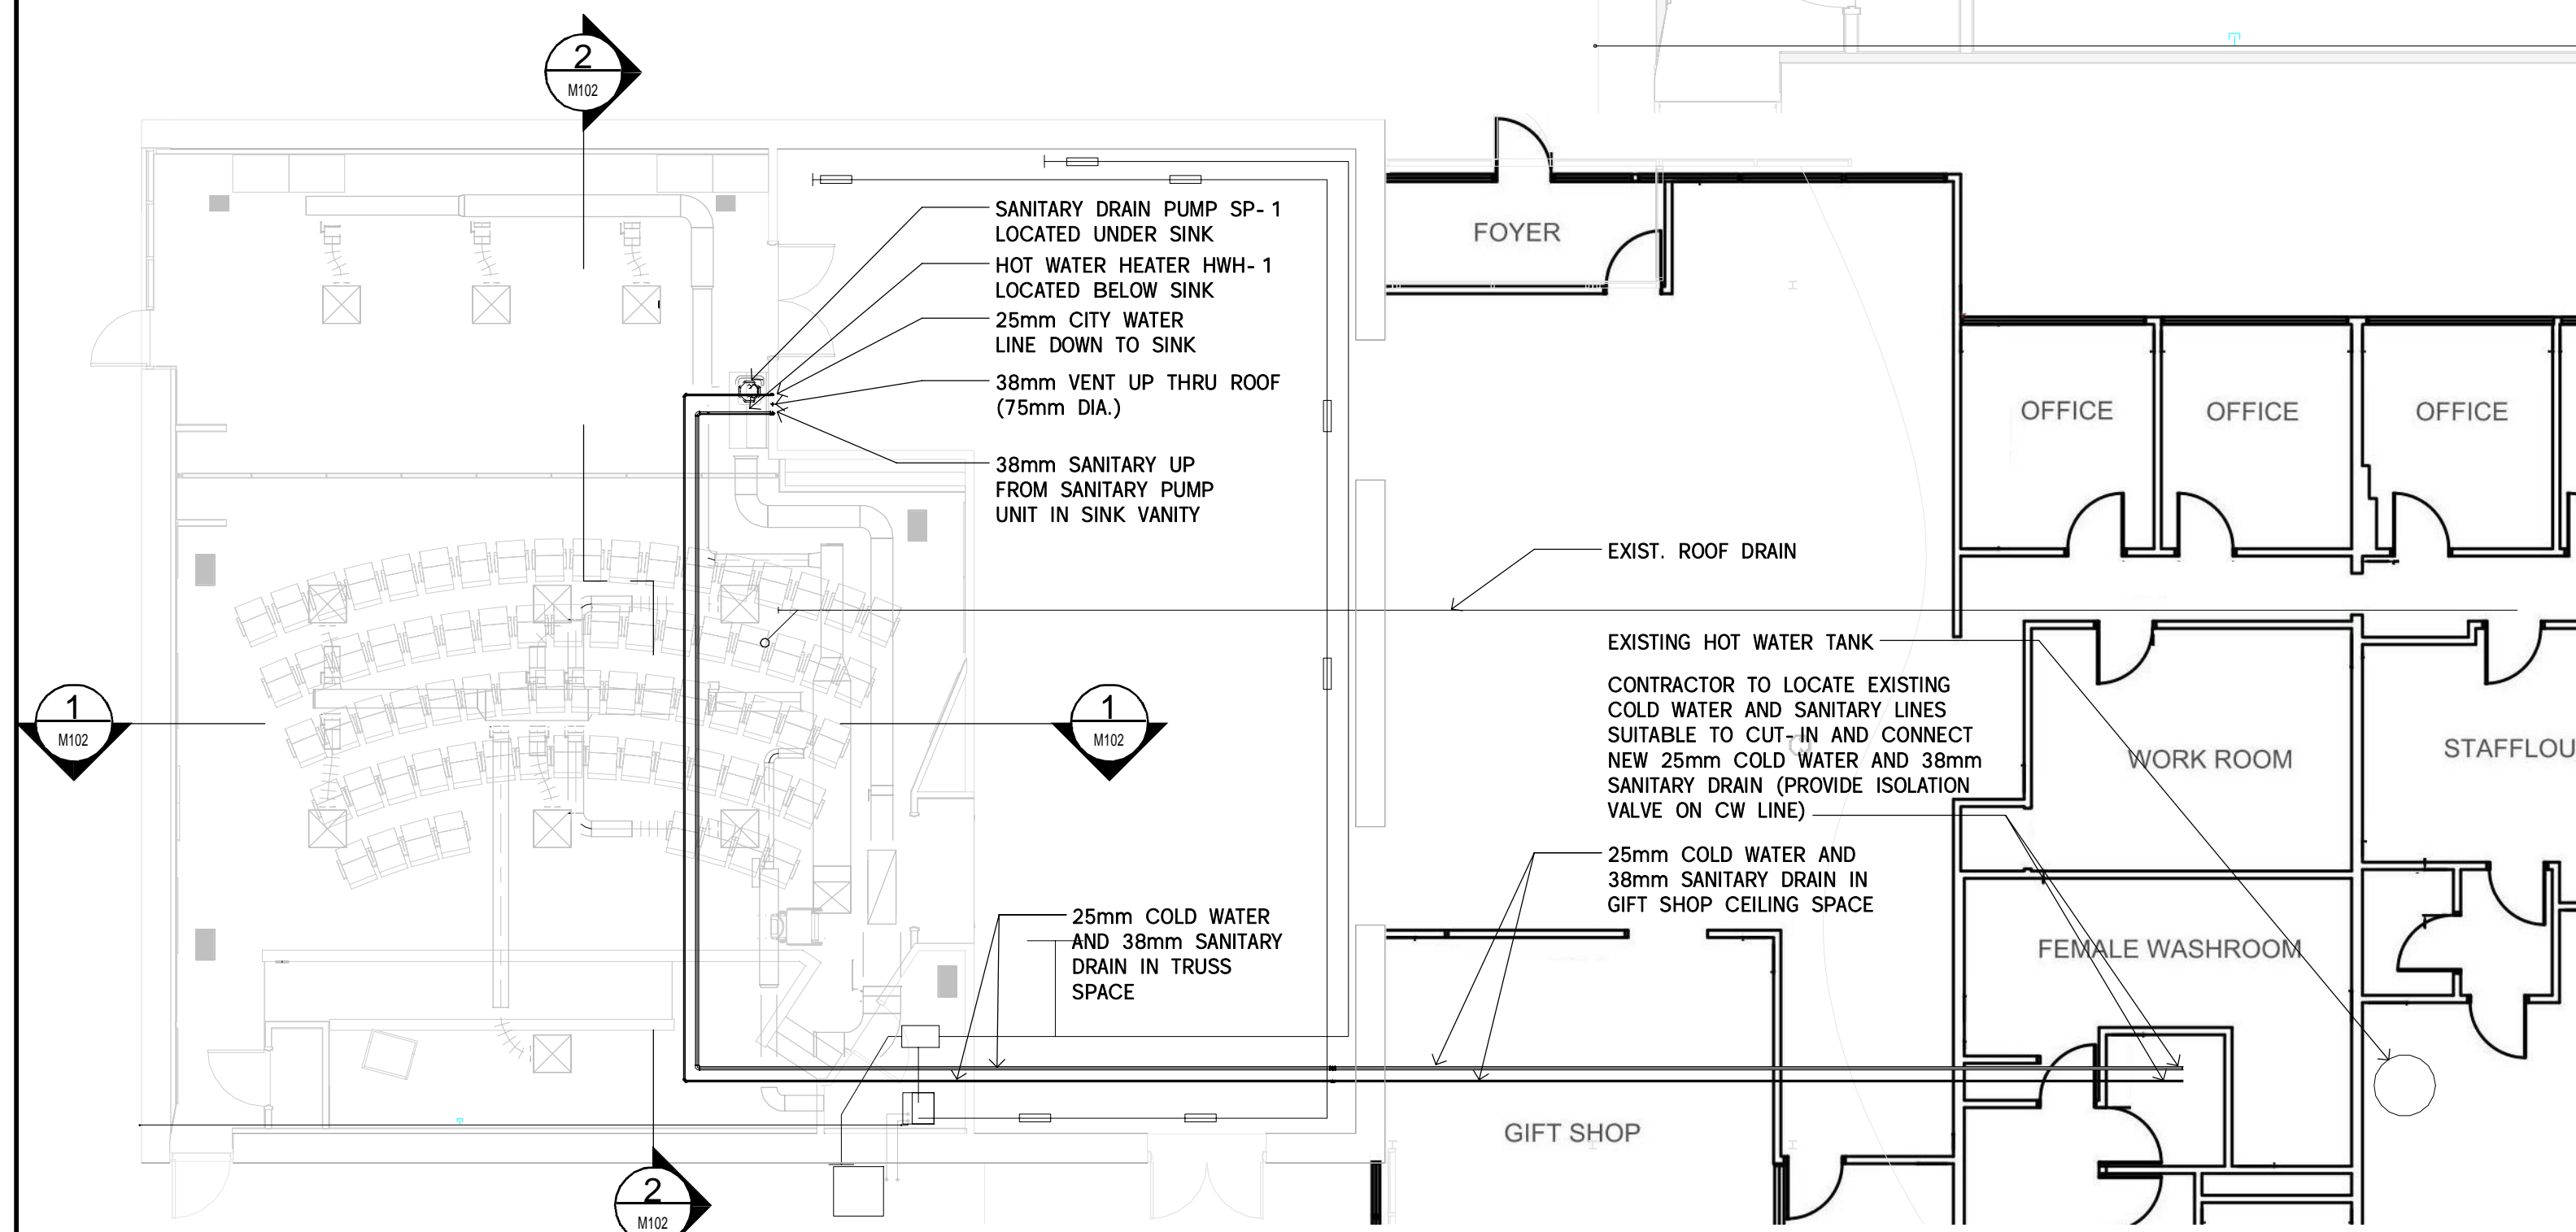 2
M102
SANITARY DRAIN PUMP SP-1
LOCATED UNDER SINK
HOT WATER HEATER HWH-1
LOCATED BELOW SINK
25mm CITY WATER
LINE DOWN TO SINK
38mm VENT UP THRU ROOF
(75mm DIA.)
38mm SANITARY UP
FROM SANITARY PUMP
UNIT IN SINK VANITY
FOYER
OFFICE
OFFICE
OFFICE
EXIST. ROOF DRAIN
EXISTING HOT WATER TANK
CONTRACTOR TO LOCATE EXISTING
COLD WATER AND SANITARY LINES
SUITABLE TO CUT-IN AND CONNECT
NEW 25mm COLD WATER AND 38mm
SANITARY DRAIN (PROVIDE ISOLATION
VALVE ON CW LINE)
WORK ROOM
STAFFLOU
1
M102
1
M102
25mm COLD WATER AND
38mm SANITARY DRAIN IN
GIFT SHOP CEILING SPACE
25mm COLD WATER
AND 38mm SANITARY
DRAIN IN TRUSS
SPACE
FEMALE WASHROOM
GIFT SHOP
2
M102